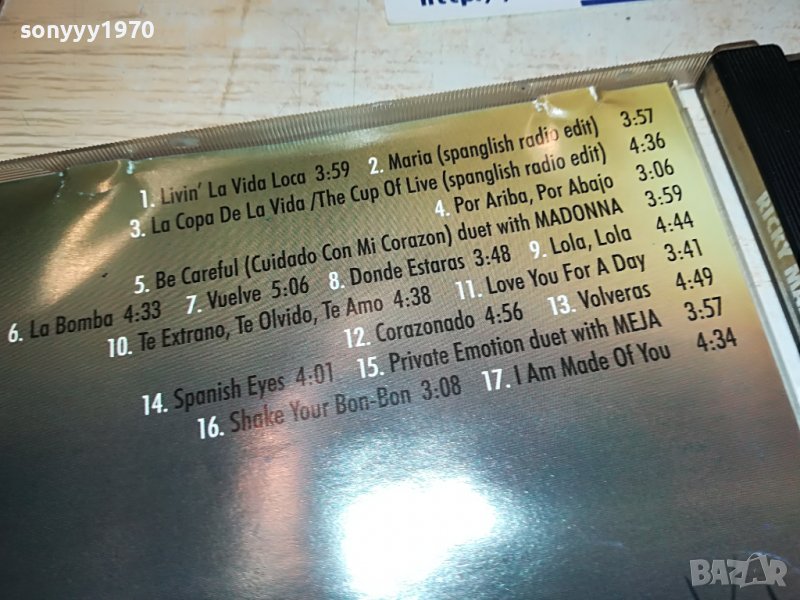 sonyyy1970
1. Livin' La Vida Loca 3:59 2. Maria (spanglish radio edit) 3:57
3. La Copa De La Vida /The Cup Of Live (spanglish radio edit) 4:36
4. Por Ariba, Por Abajo 3:06
5. Be Careful (Cuidado Con Mi Corazon) duet with MADONNA 3:59
6. La Bomba 4:33 7. Vuelve 5:06 8. Donde Estaras 3:48 9. Lola, Lola 4:44
10. Te Extrano, Te Olvido, Te Amo 4:38 11. Love You For A Day 3:41
12. Corazonado 4:56 13. Volveras 4:49
14. Spanish Eyes 4:01 15. Private Emotion duet with MEJA 3:57
16. Shake Your Bon-Bon 3:08 17. I Am Made Of You 4:34
RICKY
BAZAR